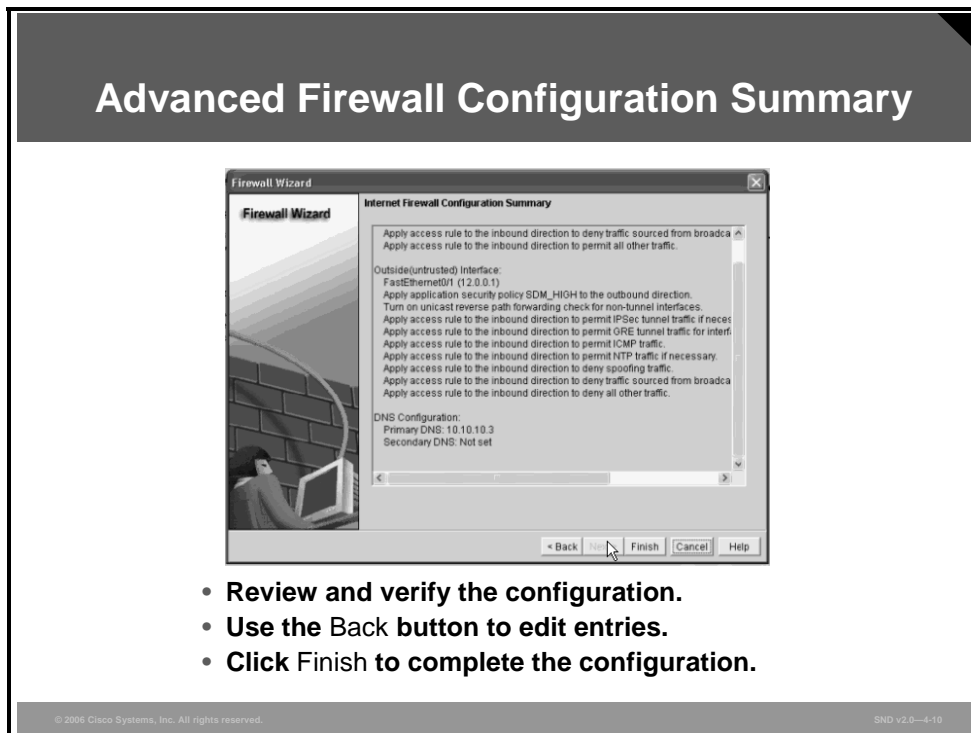 Advanced Firewall Configuration Summary
Firewall Wizard
Firewall Wizard
Internet Firewall Configuration Summary
Apply access rule to the inbound direction to deny traffic sourced from broadca
Apply access rule to the inbound direction to permit all other traffic.
Outside(untrusted) Interface:
FastEthernet0/1 (12.0.0.1)
Apply application security policy SDM_HIGH to the outbound direction.
Turn on unicast reverse path forwarding check for non-tunnel interfaces.
Apply access rule to the inbound direction to permit IPSec tunnel traffic if neces
Apply access rule to the inbound direction to permit GRE tunnel traffic for interf
Apply access rule to the inbound direction to permit ICMP traffic.
Apply access rule to the inbound direction to permit NTP traffic if necessary.
Apply access rule to the inbound direction to deny spoofing traffic.
Apply access rule to the inbound direction to deny traffic sourced from broadca
Apply access rule to the inbound direction to deny all other traffic.
DNS Configuration:
Primary DNS: 10.10.10.3
Secondary DNS: Not set
< Back Finish Cancel Help
• Review and verify the configuration.
• Use the Back button to edit entries.
• Click Finish to complete the configuration.
© 2006 Cisco Systems, Inc. All rights reserved. SND v2.0—4-10